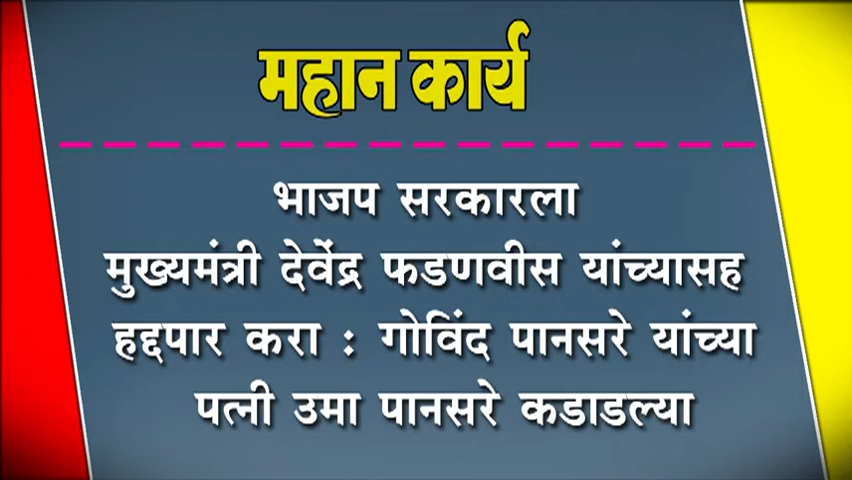 महान कार्य
भाजप सरकारला
मुख्यमंत्री देर्वेद्र फडणवीस यांच्यासह
हद्दपार करा : गोविंद पानसरे यांच्या
पत्नी उमा पानसरे कडाडल्या